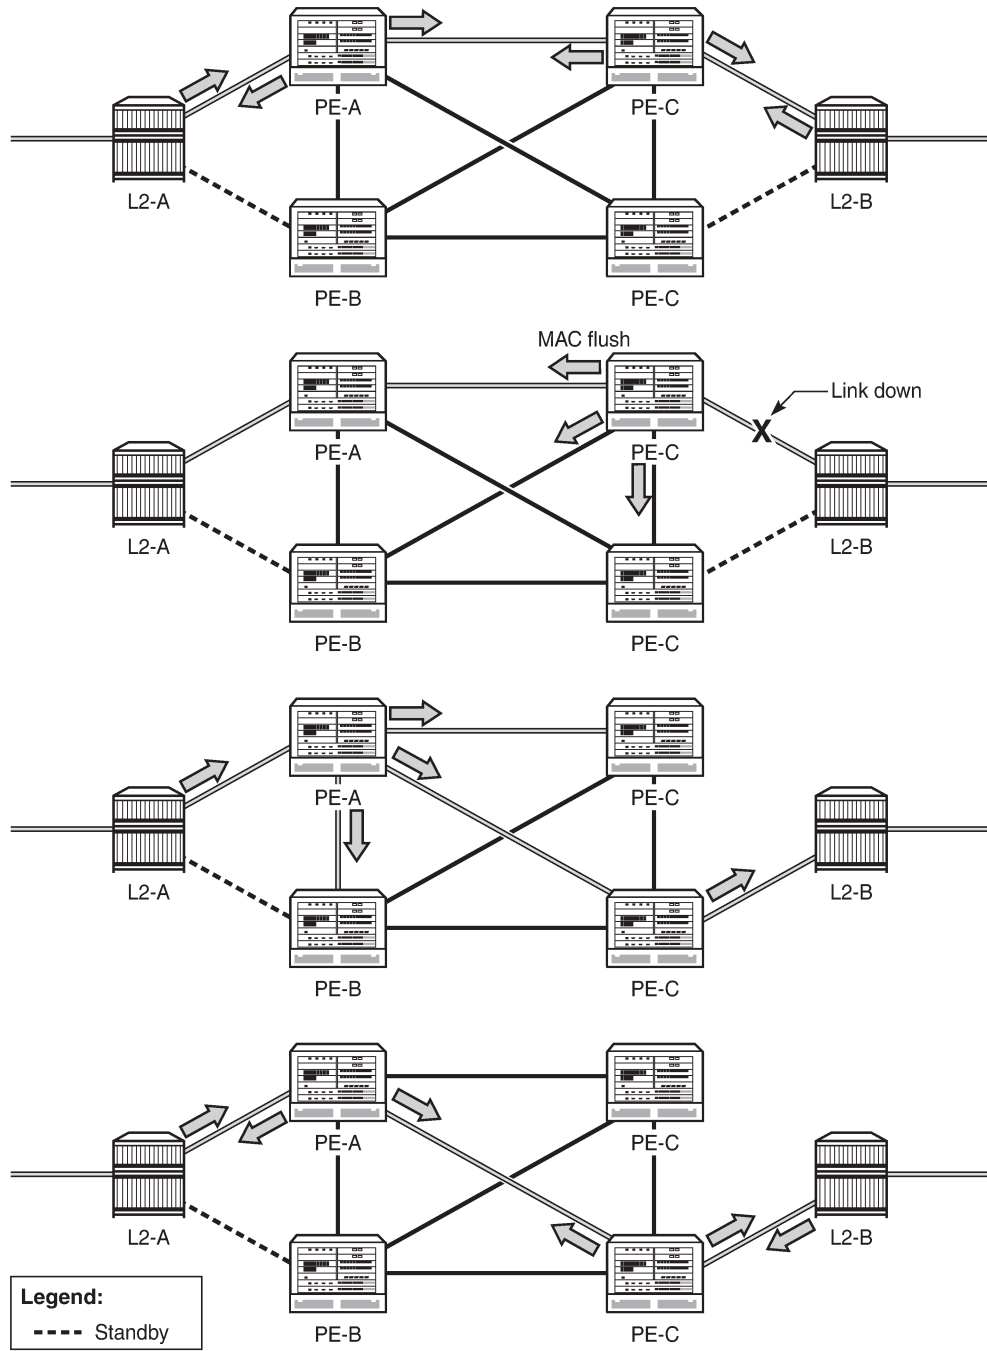 PE-A
PE-C
L2-A
L2-B
PE-B
PE-C
MAC flush
Link down
PE-A
PE-C
L2-A
L2-B
PE-B
PE-C
PE-A
PE-C
L2-A
L2-B
PE-B
PE-C
PE-A
PE-C
L2-A
L2-B
PE-B
PE-C
Legend:
Standby
X